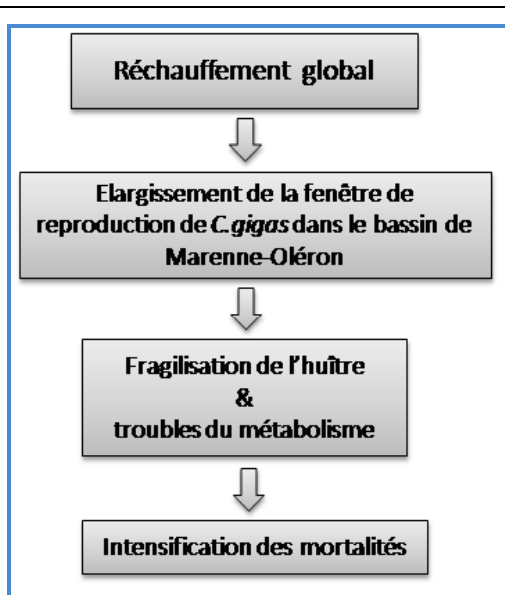 Réchauffement global
Elargissement de la fenêtre de
reproduction de C.gigas dans le bassin de
Marenne-Oléron
Fragilisation de l'huître
&
troubles du métabolisme
Intensification des mortalités